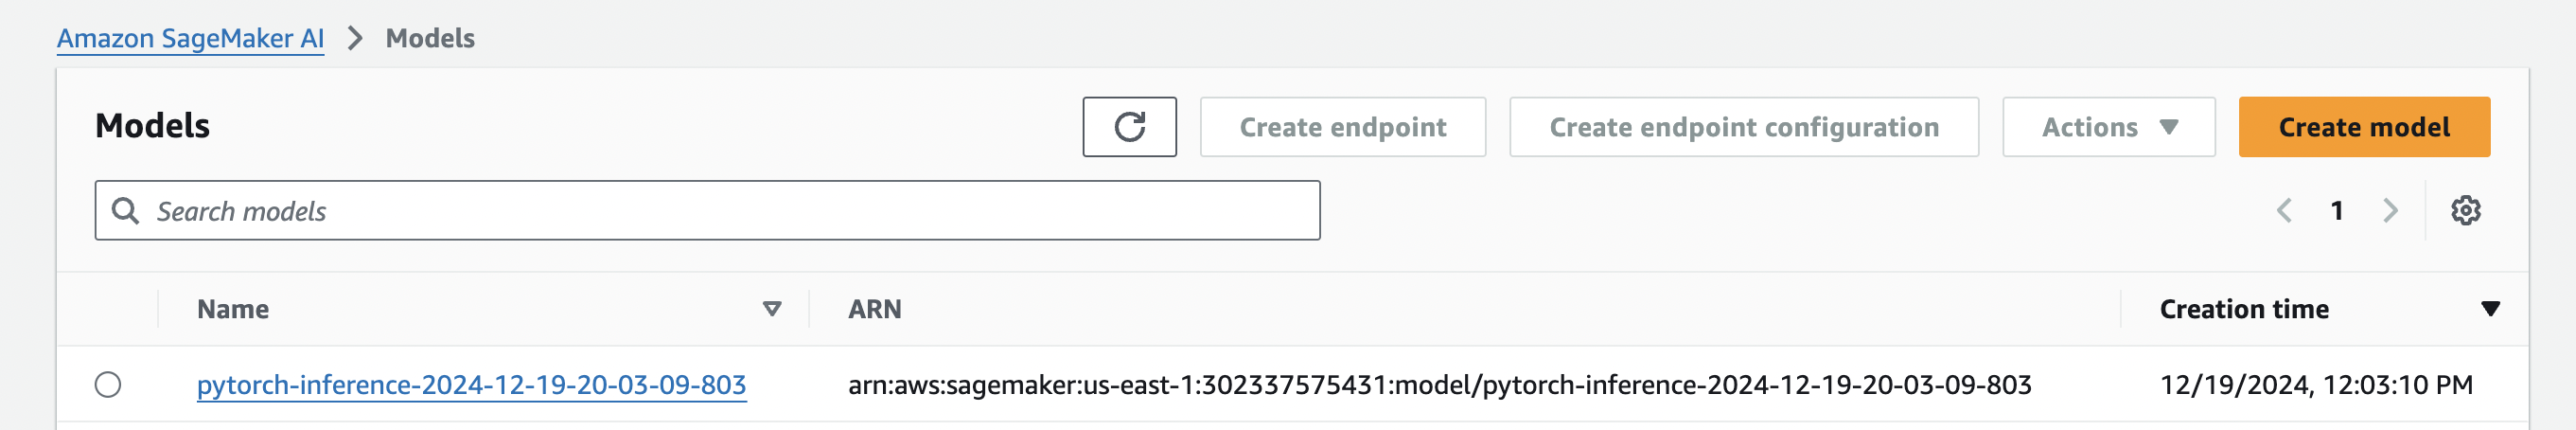 Amazon SageMaker AI > Models
Models
Create endpoint
Create endpoint configuration
Actions
Create model
Search models
1
Name
ARN
Creation time
pytorch-inference-2024-12-19-20-03-09-803
arn:aws:sagemaker:us-east-1:302337575431:model/pytorch-inference-2024-12-19-20-03-09-803
12/19/2024, 12:03:10 PM